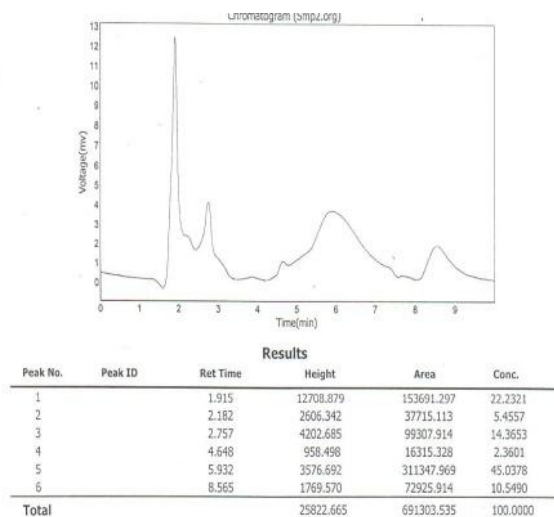 Chromatogram (Smp2.org)
13
12
11
10
9
8
7
6
5
4
3
2
1
0
Voltage(mv)
0 1 2 3 4 5 6 7 8 9
Time(min)
Results
Peak No. Peak ID Ret Time Height Area Conc.
1 1.915 12708.879 153691.297 22.2321
2 2.182 2606.342 37715.113 5.4557
3 2.757 4202.685 99307.914 14.3653
4 4.648 958.498 16315.328 2.3601
5 5.932 3576.692 311347.969 45.0378
6 8.565 1769.570 72925.914 10.5490
Total 25822.665 691303.535 100.0000